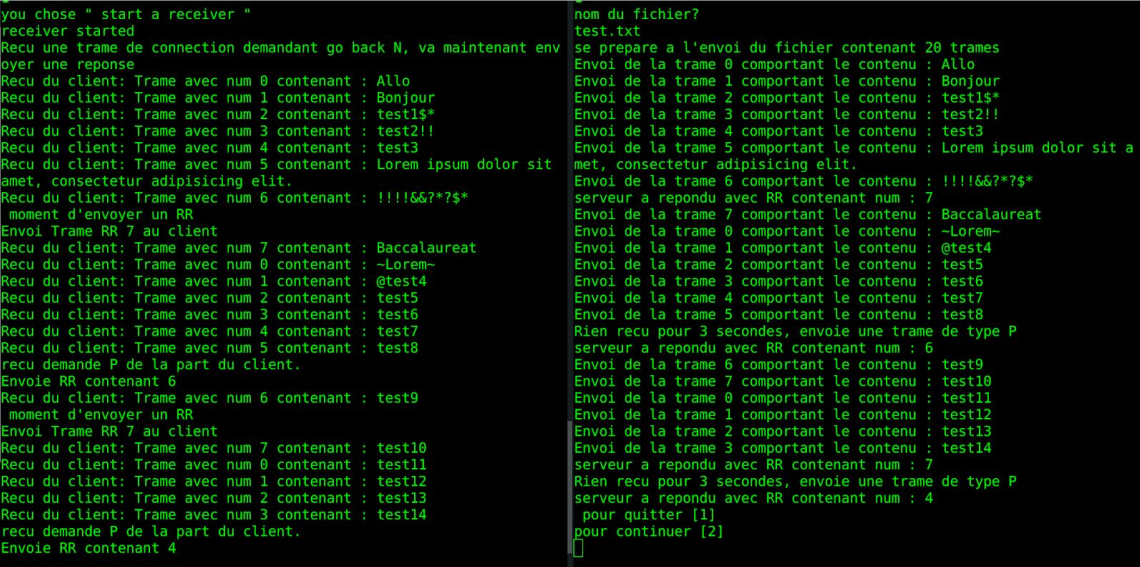 you chose " start a receiver "
receiver started
Recu une trame de connection demandant go back N, va maintenant env
oyer une reponse
Recu du client: Trame avec num 0 contenant : Allo
Recu du client: Trame avec num 1 contenant : Bonjour
Recu du client: Trame avec num 2 contenant : test1$*
Recu du client: Trame avec num 3 contenant : test2!!
Recu du client: Trame avec num 4 contenant : test3
Recu du client: Trame avec num 5 contenant : Lorem ipsum dolor sit
amet, consectetur adipisicing elit.
Recu du client: Trame avec num 6 contenant : !!!!&&?*?$*
 moment d'envoyer un RR
Envoi Trame RR 7 au client
Recu du client: Trame avec num 7 contenant : Baccalaureat
Recu du client: Trame avec num 0 contenant : ~Lorem~
Recu du client: Trame avec num 1 contenant : @test4
Recu du client: Trame avec num 2 contenant : test5
Recu du client: Trame avec num 3 contenant : test6
Recu du client: Trame avec num 4 contenant : test7
Recu du client: Trame avec num 5 contenant : test8
recu demande P de la part du client.
Envoie RR contenant 6
Recu du client: Trame avec num 6 contenant : test9
 moment d'envoyer un RR
Envoi Trame RR 7 au client
Recu du client: Trame avec num 7 contenant : test10
Recu du client: Trame avec num 0 contenant : test11
Recu du client: Trame avec num 1 contenant : test12
Recu du client: Trame avec num 2 contenant : test13
Recu du client: Trame avec num 3 contenant : test14
recu demande P de la part du client.
Envoie RR contenant 4
nom du fichier?
test.txt
se prepare a l'envoi du fichier contenant 20 trames
Envoi de la trame 0 comportant le contenu : Allo
Envoi de la trame 1 comportant le contenu : Bonjour
Envoi de la trame 2 comportant le contenu : test1$*
Envoi de la trame 3 comportant le contenu : test2!!
Envoi de la trame 4 comportant le contenu : test3
Envoi de la trame 5 comportant le contenu : Lorem ipsum dolor sit a
met, consectetur adipisicing elit.
Envoi de la trame 6 comportant le contenu : !!!!&&?*?$*
serveur a repondu avec RR contenant num : 7
Envoi de la trame 7 comportant le contenu : Baccalaureat
Envoi de la trame 0 comportant le contenu : ~Lorem~
Envoi de la trame 1 comportant le contenu : @test4
Envoi de la trame 2 comportant le contenu : test5
Envoi de la trame 3 comportant le contenu : test6
Envoi de la trame 4 comportant le contenu : test7
Envoi de la trame 5 comportant le contenu : test8
Rien recu pour 3 secondes, envoie une trame de type P
serveur a repondu avec RR contenant num : 6
Envoi de la trame 6 comportant le contenu : test9
Envoi de la trame 7 comportant le contenu : test10
Envoi de la trame 0 comportant le contenu : test11
Envoi de la trame 1 comportant le contenu : test12
Envoi de la trame 2 comportant le contenu : test13
Envoi de la trame 3 comportant le contenu : test14
serveur a repondu avec RR contenant num : 7
Rien recu pour 3 secondes, envoie une trame de type P
serveur a repondu avec RR contenant num : 4
 pour quitter [1]
pour continuer [2]